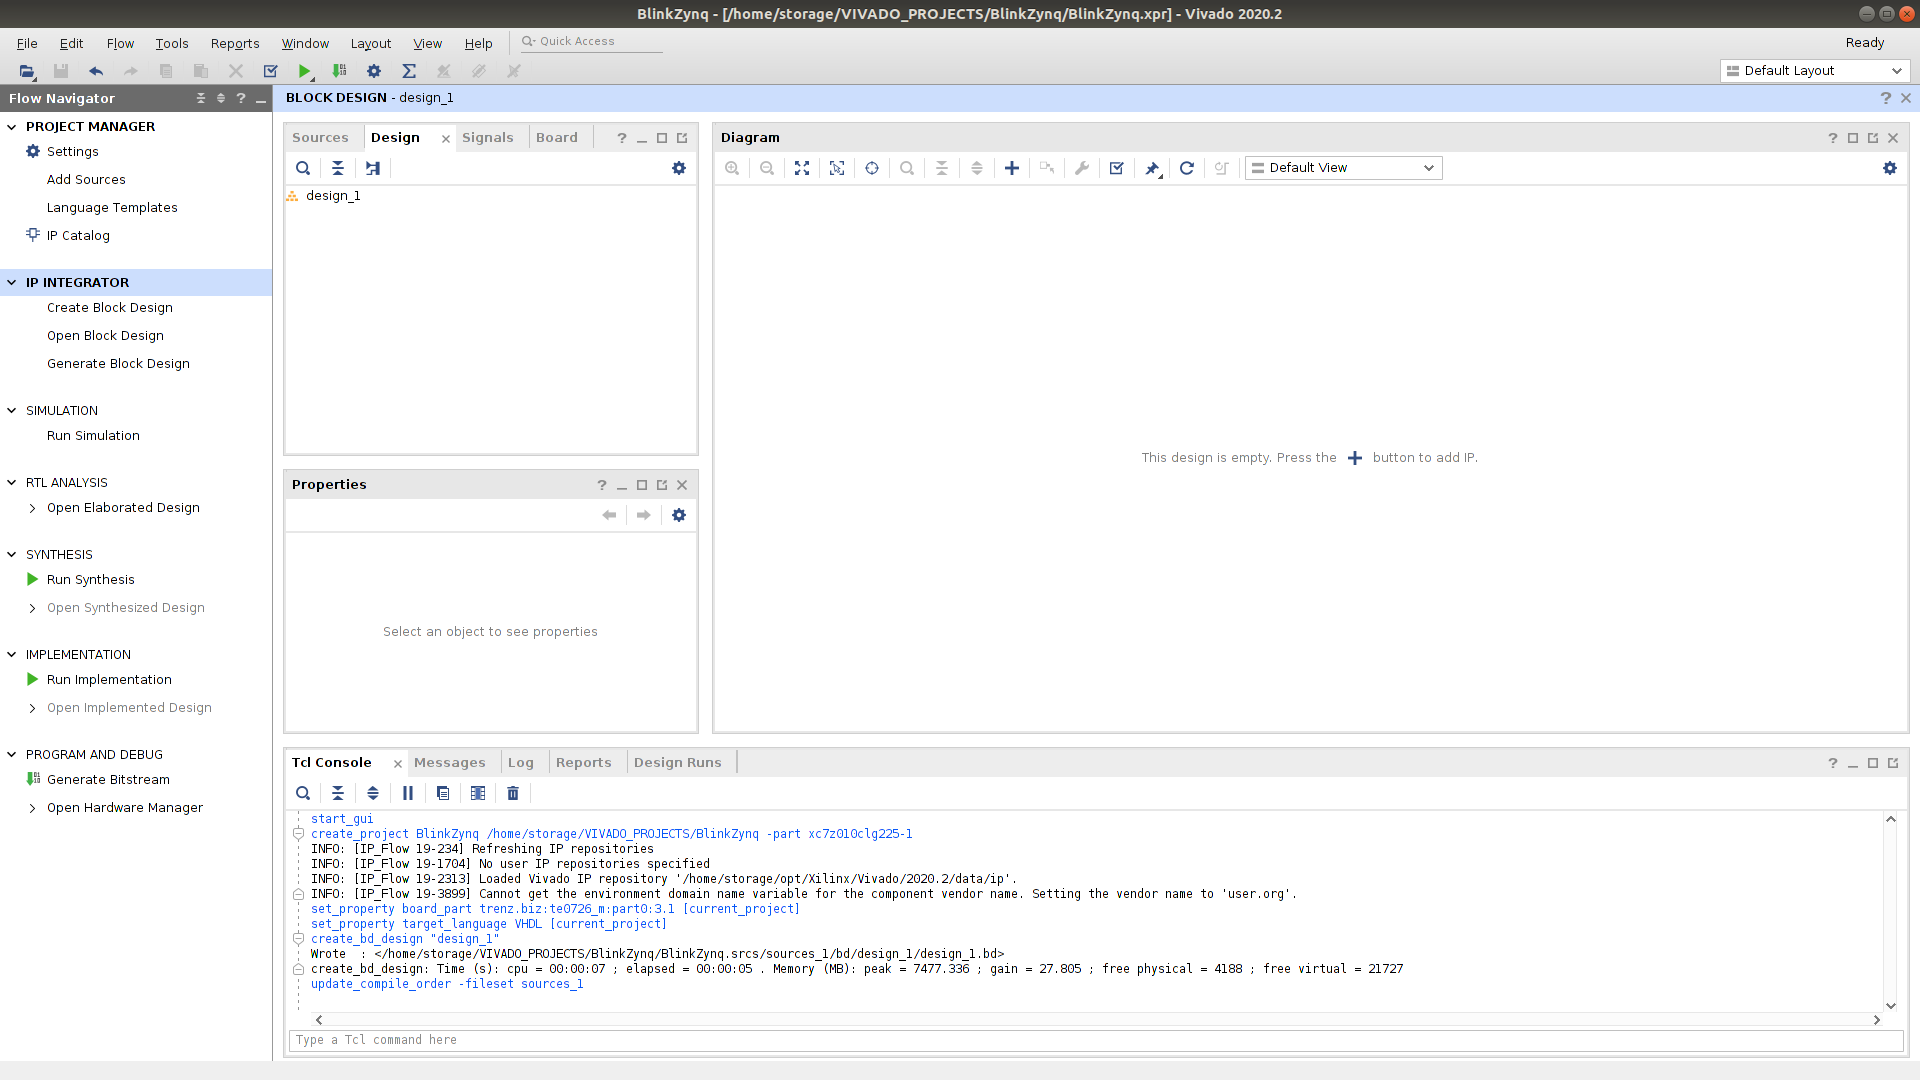 BlinkZynq - [/home/storage/VIVADO_PROJECTS/BlinkZynq/BlinkZynq.xpr] - Vivado 2020.2
File Edit Flow Tools Reports Window Layout View Help Quick Access Ready
Default Layout
Flow Navigator
PROJECT MANAGER
Settings
Add Sources
Language Templates
IP Catalog
IP INTEGRATOR
Create Block Design
Open Block Design
Generate Block Design
SIMULATION
Run Simulation
RTL ANALYSIS
Open Elaborated Design
SYNTHESIS
Run Synthesis
Open Synthesized Design
IMPLEMENTATION
Run Implementation
Open Implemented Design
PROGRAM AND DEBUG
Generate Bitstream
Open Hardware Manager
BLOCK DESIGN - design_1
Sources Design Signals Board
design_1
Properties
Select an object to see properties
Diagram
Default View
This design is empty. Press the + button to add IP.
Tcl Console Messages Log Reports Design Runs
start_gui
create_project BlinkZynq /home/storage/VIVADO_PROJECTS/BlinkZynq -part xc7z010clg225-1
INFO: [IP_Flow 19-234] Refreshing IP repositories
INFO: [IP_Flow 19-1704] No user IP repositories specified
INFO: [IP_Flow 19-2313] Loaded Vivado IP repository '/home/storage/opt/Xilinx/Vivado/2020.2/data/ip'.
INFO: [IP_Flow 19-3899] Cannot get the environment domain name variable for the component vendor name. Setting the vendor name to 'user.org'.
set_property board_part trenz.biz:te0726_m:part0:3.1 [current_project]
set_property target_language VHDL [current_project]
create_bd_design "design_1"
Wrote  : </home/storage/VIVADO_PROJECTS/BlinkZynq/BlinkZynq.srcs/sources_1/bd/design_1/design_1.bd>
create_bd_design: Time (s): cpu = 00:00:07 ; elapsed = 00:00:05 . Memory (MB): peak = 7477.336 ; gain = 27.805 ; free physical = 4188 ; free virtual = 21727
update_compile_order -fileset sources_1
Type a Tcl command here